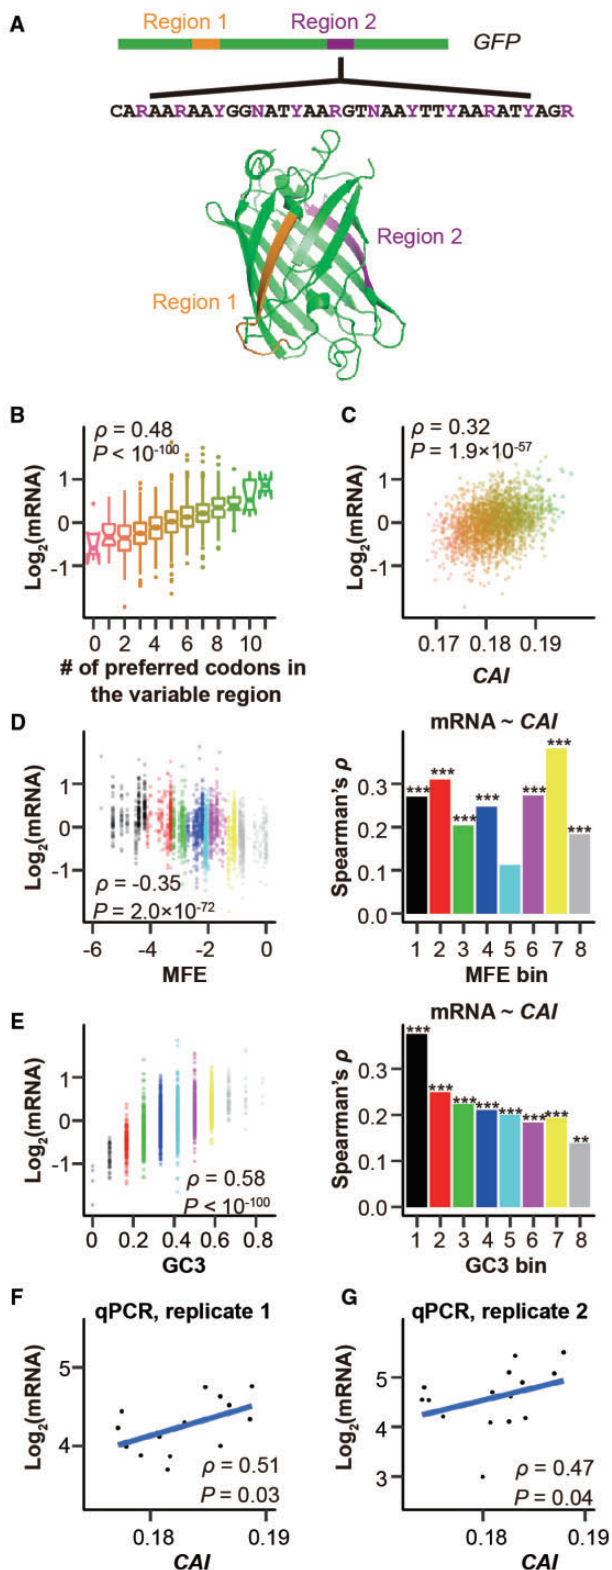 A
Region 1
Region 2
GFP
CARAARAAYGGNATYAARGTNAAYTTYAARATYAGR
Region 2
Region 1
B
ρ = 0.48
P < 10⁻¹⁰⁰
Log₂(mRNA)
1
0
-1
0 2 4 6 8 10
# of preferred codons in
the variable region
C
ρ = 0.32
P = 1.9×10⁻⁵⁷
Log₂(mRNA)
1
0
-1
0.17 0.18 0.19
CAI
D
Log₂(mRNA)
1
0
-1
ρ = -0.35
P = 2.0×10⁻⁷²
-6 -4 -2 0
MFE
mRNA ~ CAI
Spearman's ρ
0.3
0.2
0.1
0.0
*** *** *** *** *** *** ***
1 2 3 4 5 6 7 8
MFE bin
E
Log₂(mRNA)
1
0
-1
ρ = 0.58
P < 10⁻¹⁰⁰
0 0.2 0.4 0.6 0.8
GC3
mRNA ~ CAI
Spearman's ρ
0.3
0.2
0.1
0.0
*** *** *** *** *** *** *** **
1 2 3 4 5 6 7 8
GC3 bin
F
qPCR, replicate 1
Log₂(mRNA)
5
4
ρ = 0.51
P = 0.03
0.18 0.19
CAI
G
qPCR, replicate 2
Log₂(mRNA)
5
4
3
ρ = 0.47
P = 0.04
0.18 0.19
CAI